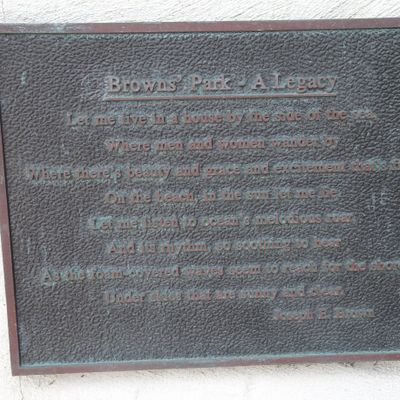 Browns' Park - A Legacy
Let me live in a house by the side of the sea,
Where men and women wander by
Where there's beauty and grace and excitement that's
On the beach, in the sun let me lie
Let me listen to ocean's melodious roar,
And its rhythm, so soothing to hear
As the foam-covered waves seem to reach for the shore
Under skies that are sunny and clear
Joseph E. Brown